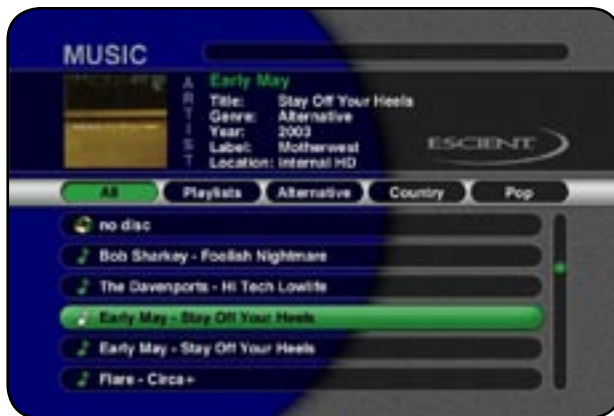 MUSIC
ARTIST
Early May
Title: Stay Off Your Heels
Genre: Alternative
Year: 2003
Label: Motherwest
Location: Internal HD
ESCIENT
All Playlists Alternative Country Pop
no disc
Bob Sharkey - Foolish Nightmare
The Davenports - Hi Tech Lowlife
Early May - Stay Off Your Heels
Early May - Stay Off Your Heels
Flare - Circa+